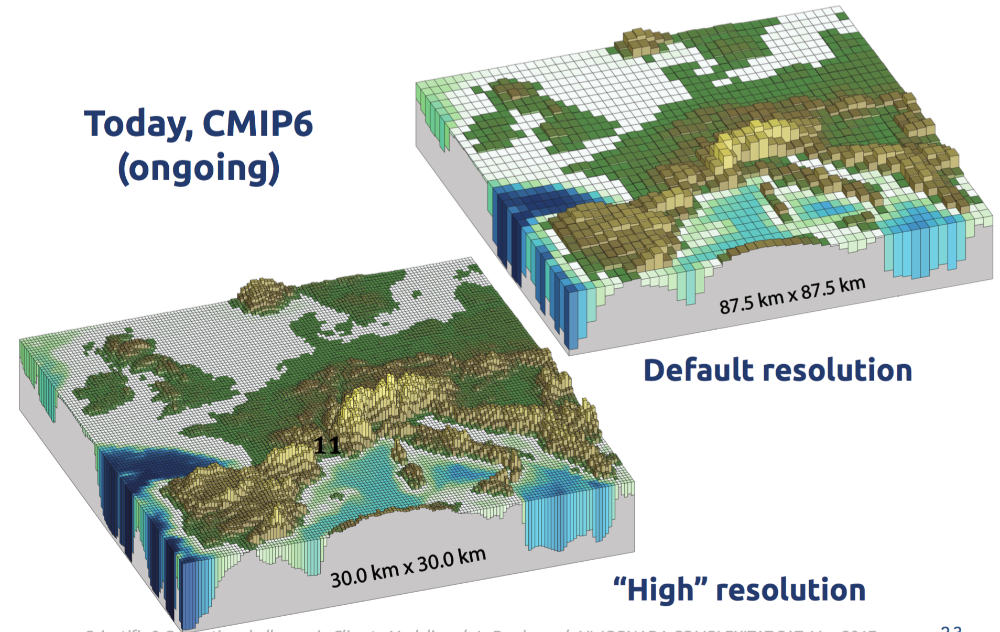 Today, CMIP6
(ongoing)
87.5 km x 87.5 km
Default resolution
11
30.0 km x 30.0 km
“High” resolution